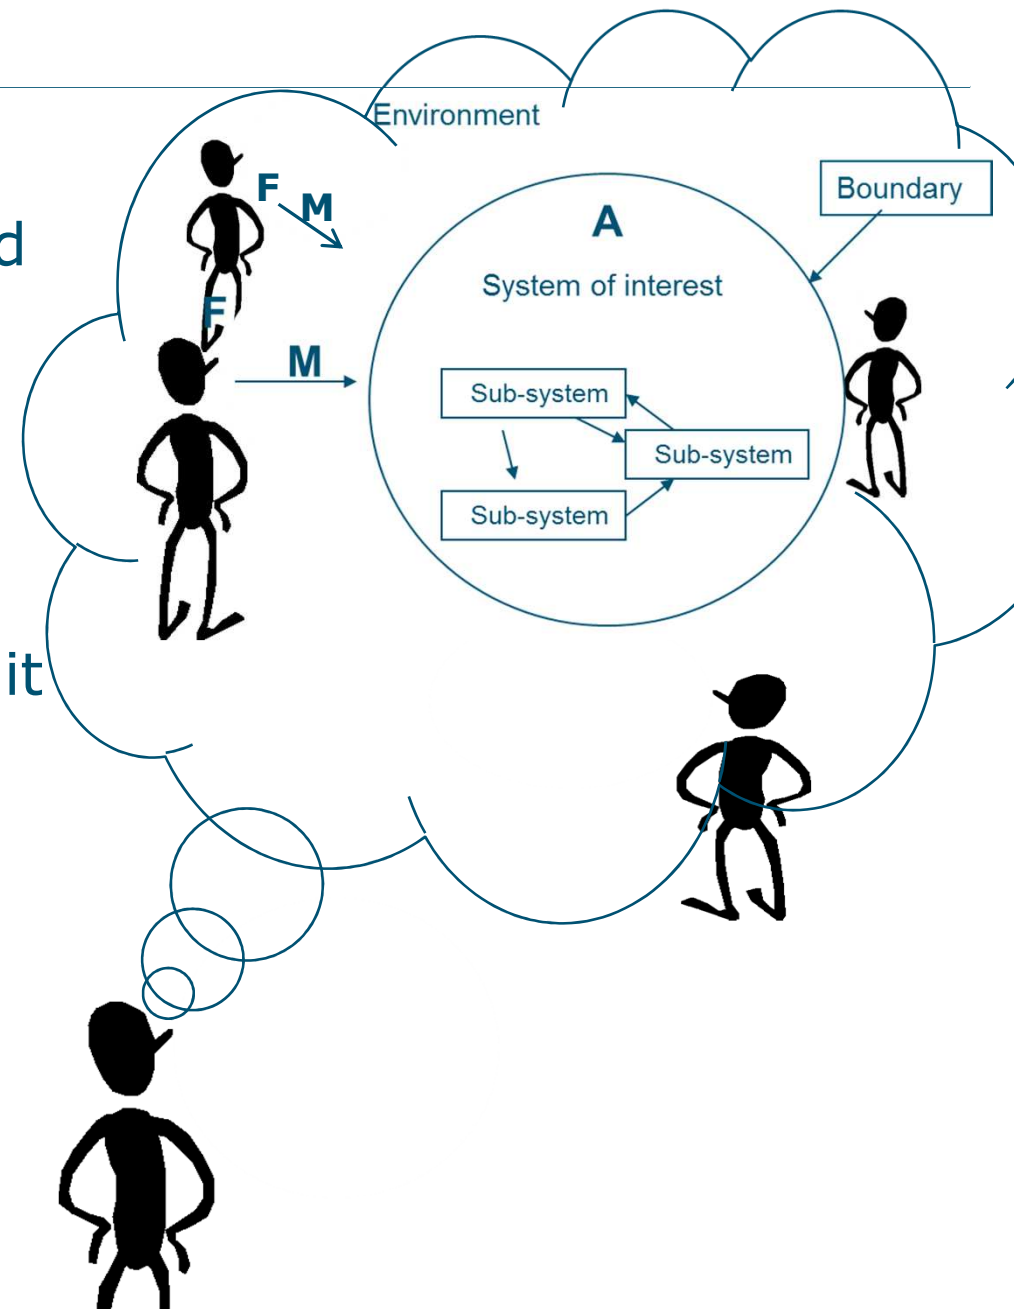 Environment
Boundary
F
M
A
d
System of interest
F
M
Sub-system
Sub-system
Sub-system
it